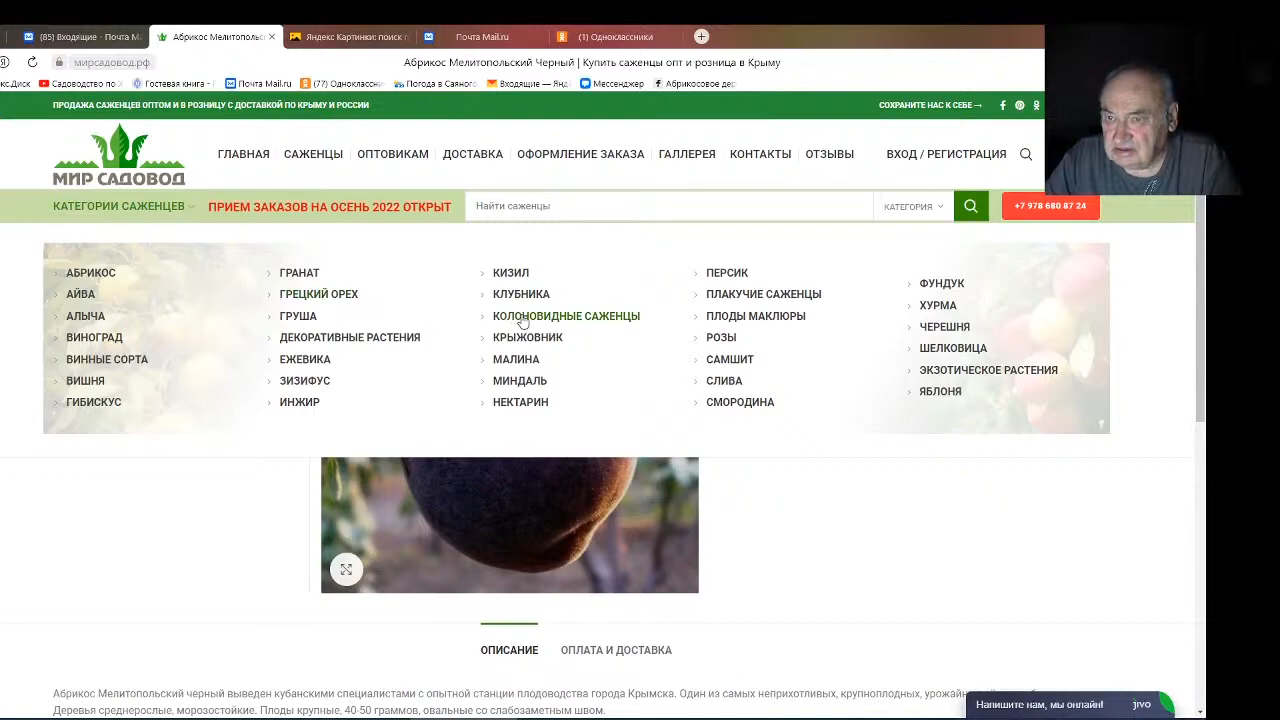 (85) Входящие - Почта Ma
Абрикос Мелитопольс
Яндекс Картинки: поиск г
Почта Mail.ru
(1) Одноклассники
мирсадовод.рф
Абрикос Мелитопольский Черный | Купить саженцы опт и розница в Крыму
кс.Диск
Садоводство по
Гостевая книга -
Почта Mail.ru
(77) Одноклассн
Погода в Саяного
Входящие — Янд
Мессенджер
Абрикосовое дер
ПРОДАЖА САЖЕНЦЕВ ОПТОМ И В РОЗНИЦУ С ДОСТАВКОЙ ПО КРЫМУ И РОССИИ
СОХРАНИТЕ НАС К СЕБЕ →
МИР САДОВОД
ГЛАВНАЯ САЖЕНЦЫ ОПТОВИКАМ ДОСТАВКА ОФОРМЛЕНИЕ ЗАКАЗА ГАЛЛЕРЕЯ КОНТАКТЫ ОТЗЫВЫ ВХОД / РЕГИСТРАЦИЯ
КАТЕГОРИИ САЖЕНЦЕВ
ПРИЕМ ЗАКАЗОВ НА ОСЕНЬ 2022 ОТКРЫТ
Найти саженцы
КАТЕГОРИЯ
+7 978 680 87 24
АБРИКОС
АЙВА
АЛЫЧА
ВИНОГРАД
ВИННЫЕ СОРТА
ВИШНЯ
ГИБИСКУС
ГРАНАТ
ГРЕЦКИЙ ОРЕХ
ГРУША
ДЕКОРАТИВНЫЕ РАСТЕНИЯ
ЕЖЕВИКА
ЗИЗИФУС
ИНЖИР
КИЗИЛ
КЛУБНИКА
КОЛОНОВИДНЫЕ САЖЕНЦЫ
КРЫЖОВНИК
МАЛИНА
МИНДАЛЬ
НЕКТАРИН
ПЕРСИК
ПЛАКУЧИЕ САЖЕНЦЫ
ПЛОДЫ МАКЛЮРЫ
РОЗЫ
САМШИТ
СЛИВА
СМОРОДИНА
ФУНДУК
ХУРМА
ЧЕРЕШНЯ
ШЕЛКОВИЦА
ЭКЗОТИЧЕСКОЕ РАСТЕНИЯ
ЯБЛОНЯ
ОПИСАНИЕ
ОПЛАТА И ДОСТАВКА
Абрикос Мелитопольский черный выведен кубанскими специалистами с опытной станции плодоводства города Крымска. Один из самых неприхотливых, крупноплодных, урожайн
Деревья среднерослые, морозостойкие. Плоды крупные, 40-50 граммов, овальные со слабозаметным швом.
Напишите нам, мы онлайн!
jivo